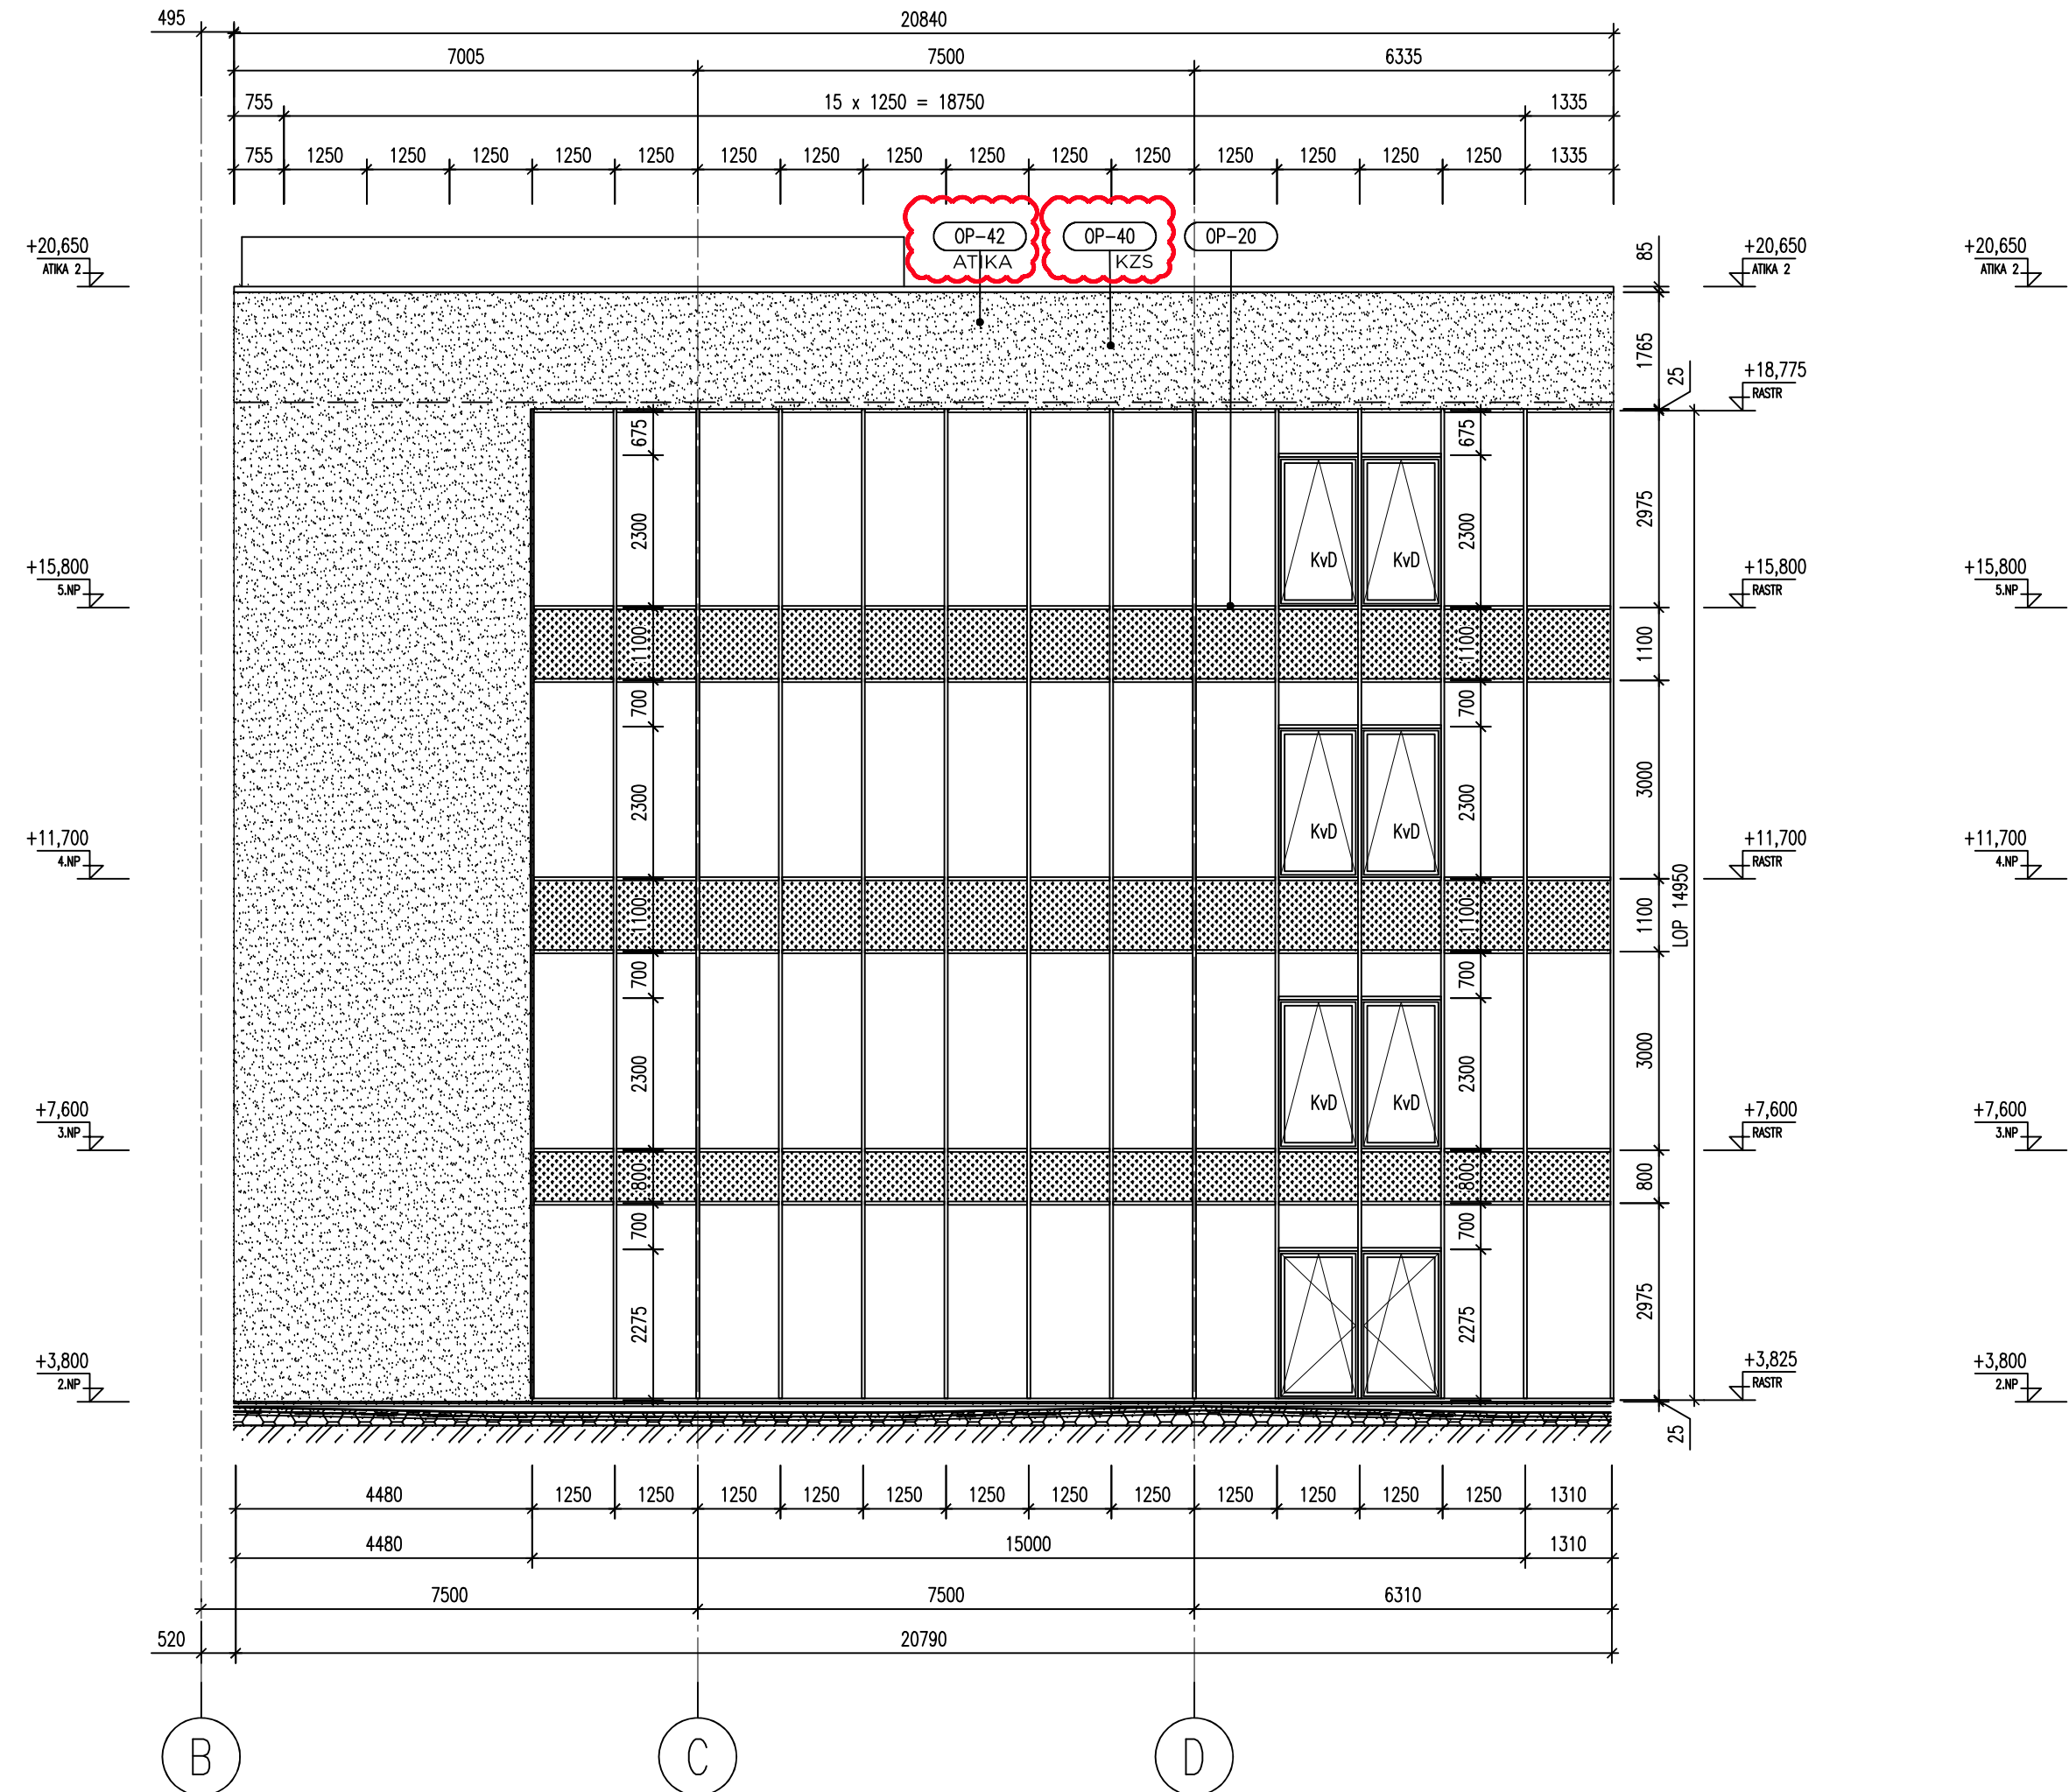 495 20840
7005 7500 6335
755 15 x 1250 = 18750 1335
755 1250 1250 1250 1250 1250 1250 1250 1250 1250 1250 1250 1250 1250 1250 1250 1335
OP-42 OP-40 OP-20
ATIKA KZS
+20,650 85 +20,650 +20,650
ATIKA 2 ATIKA 2 ATIKA 2
1765
25 +18,775
RASTR
675 675
2300 2300 2975
KvD KvD
+15,800 +15,800 +15,800
5.NP RASTR 5.NP
1100 1100 1100
700 700
2300 2300 3000
KvD KvD
+11,700 +11,700 +11,700
4.NP RASTR 4.NP
1100 1100 1100
LOP 14950
700 700
2300 2300 3000
KvD KvD
+7,600 +7,600 +7,600
3.NP RASTR 3.NP
800 800 800
700 700
2275 2275 2975
+3,800 +3,825 +3,800
2.NP RASTR 2.NP
25
4480 1250 1250 1250 1250 1250 1250 1250 1250 1250 1250 1250 1250 1310
4480 15000 1310
7500 7500 6310
520 20790
B C D